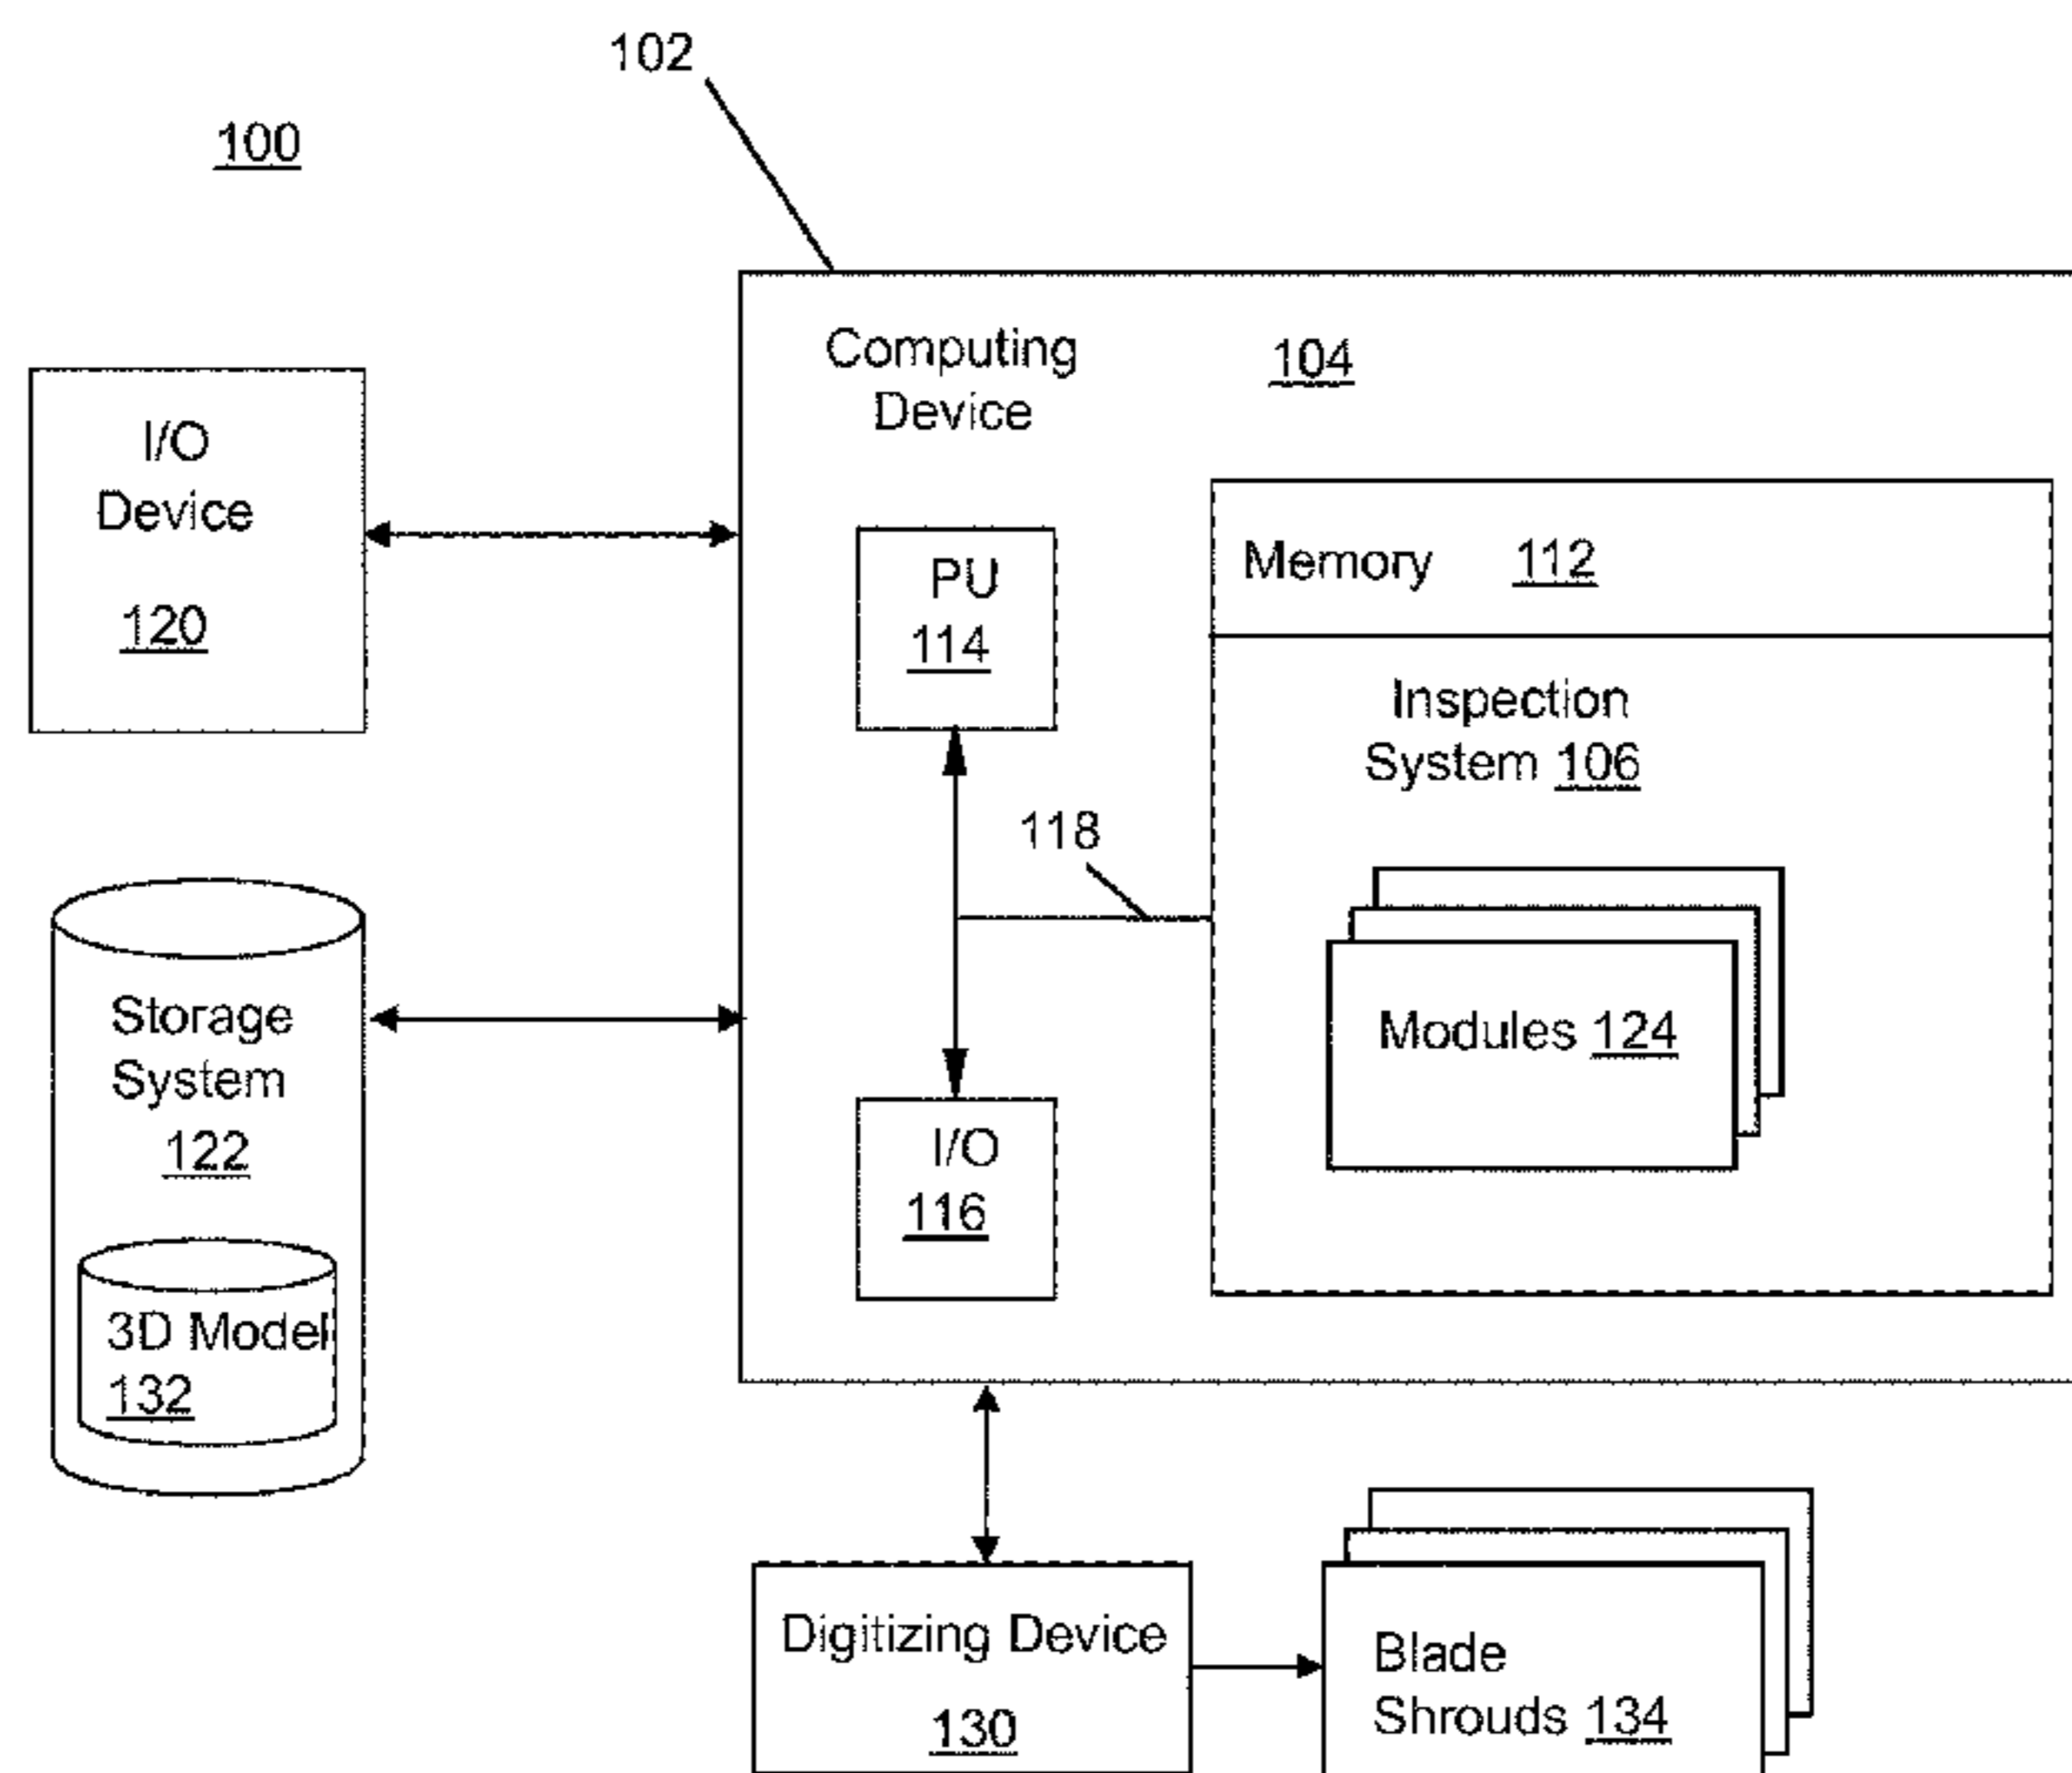 102
100
Computing
Device
104
I/O
Device
120
PU
114
Memory 112
Inspection
System 106
118
Modules 124
Storage
System
122
I/O
116
3D Model
132
Digitizing Device
130
Blade
Shrouds 134